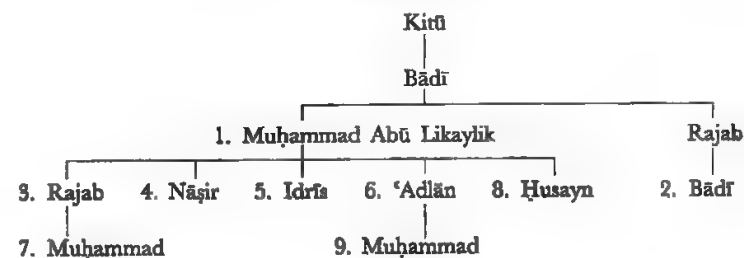 Kitū
Bādī
1. Muḥammad Abū Likaylik Rajab
3. Rajab 4. Nāṣir 5. Idrīs 6. ʿAdlān 8. Ḥusayn 2. Bādī
7. Muḥammad 9. Muḥammad